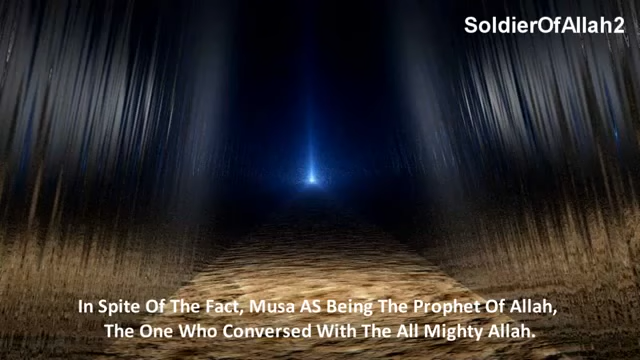 SoldierOfAllah2
In Spite Of The Fact, Musa AS Being The Prophet Of Allah,
The One Who Conversed With The All Mighty Allah.